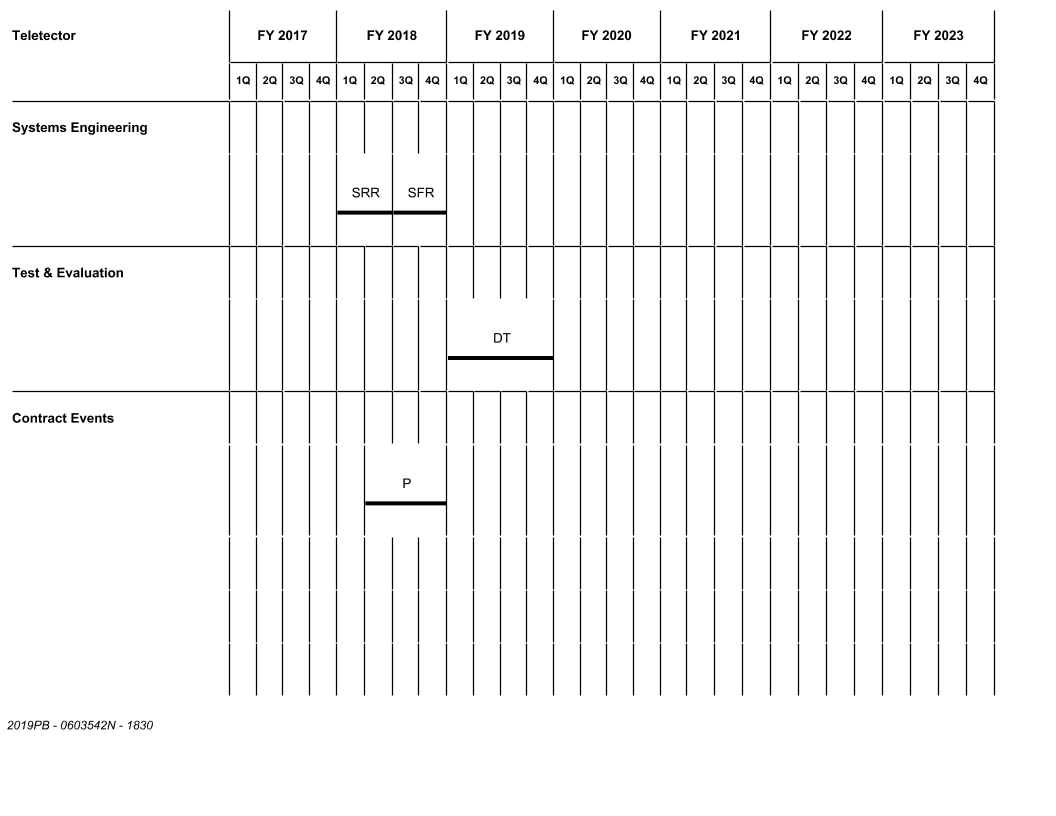 Teletector FY 2017 FY 2018 FY 2019 FY 2020 FY 2021 FY 2022 FY 2023
1Q 2Q 3Q 4Q 1Q 2Q 3Q 4Q 1Q 2Q 3Q 4Q 1Q 2Q 3Q 4Q 1Q 2Q 3Q 4Q 1Q 2Q 3Q 4Q 1Q 2Q 3Q 4Q
Systems Engineering
SRR SFR
Test & Evaluation
DT
Contract Events
P
2019PB - 0603542N - 1830